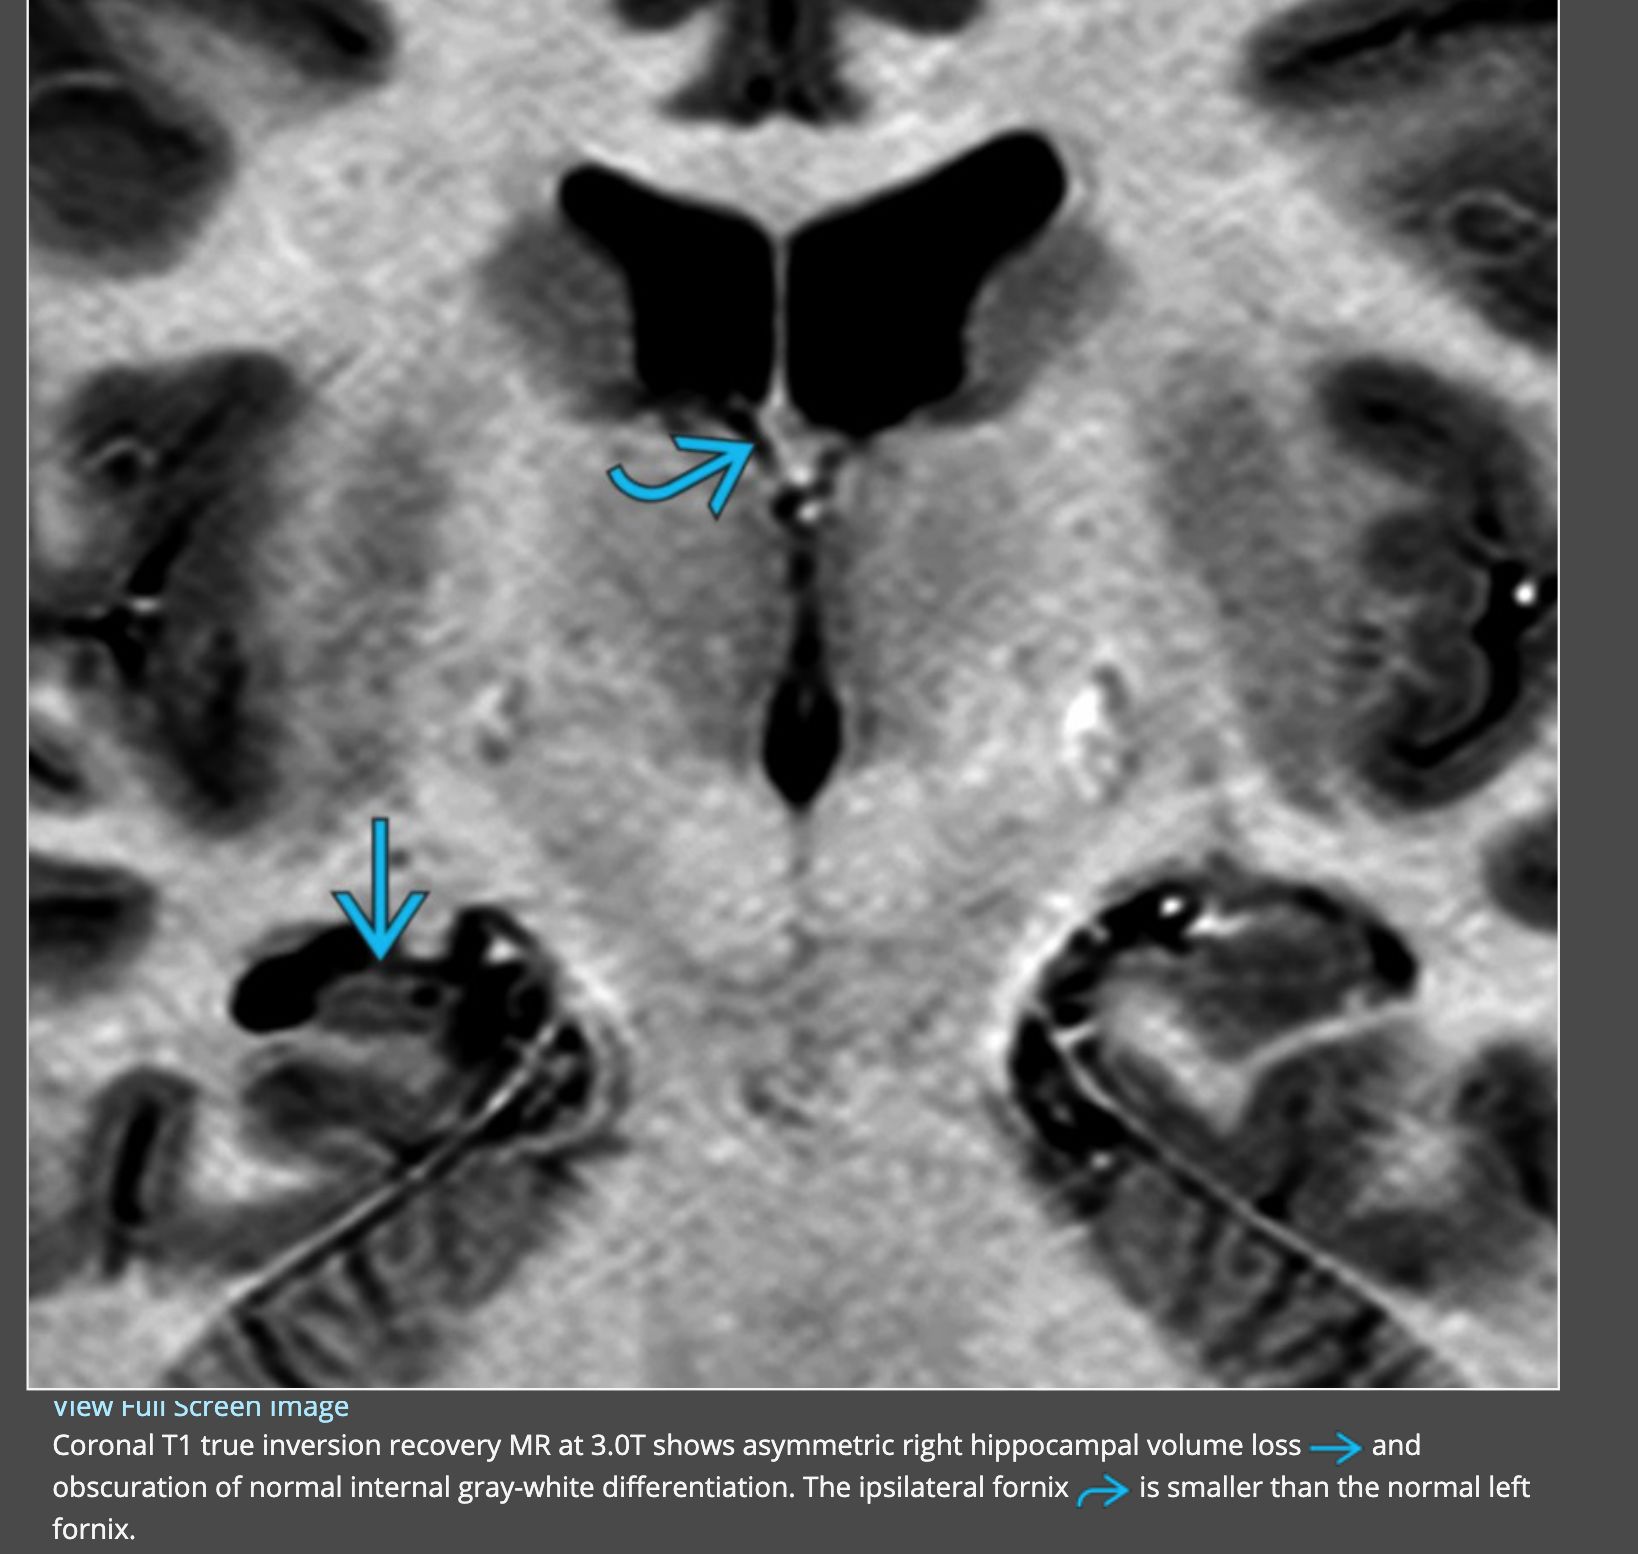 View Full Screen Image
Coronal T1 true inversion recovery MR at 3.0T shows asymmetric right hippocampal volume loss → and
obscuration of normal internal gray-white differentiation. The ipsilateral fornix ↷ is smaller than the normal left
fornix.